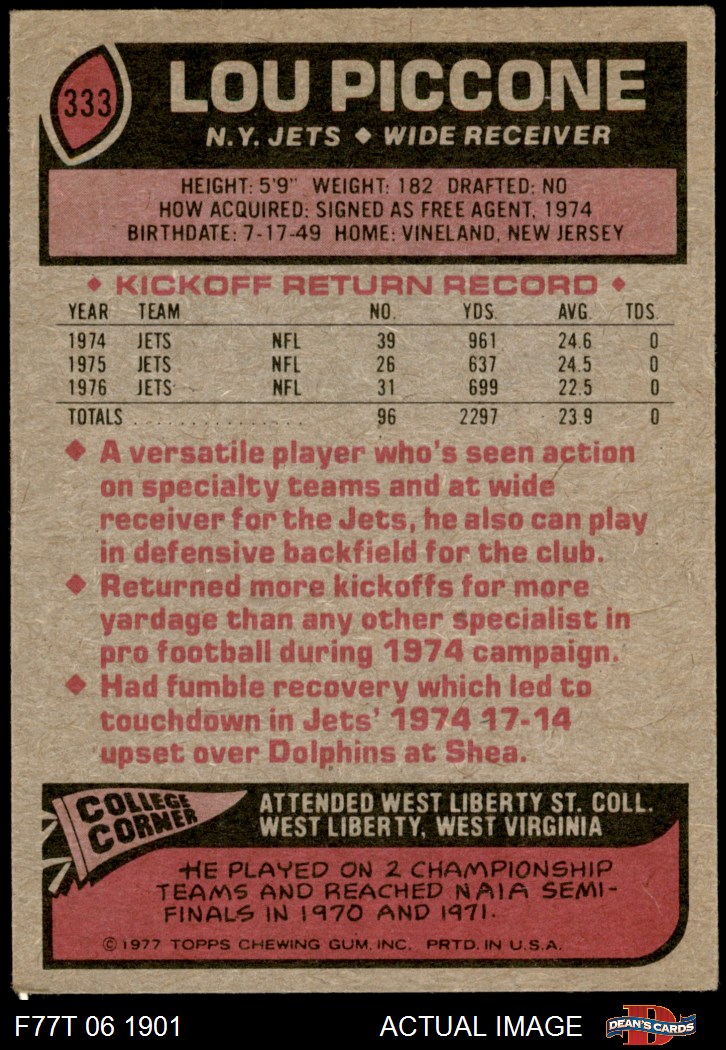 333
LOU PICCONE
N.Y. JETS ◆ WIDE RECEIVER
HEIGHT: 5'9" WEIGHT: 182 DRAFTED: NO
HOW ACQUIRED: SIGNED AS FREE AGENT, 1974
BIRTHDATE: 7-17-49 HOME: VINELAND, NEW JERSEY
◆ KICKOFF RETURN RECORD ◆
YEAR TEAM NO. YDS. AVG. TDS.
1974 JETS NFL 39 961 24.6 0
1975 JETS NFL 26 637 24.5 0
1976 JETS NFL 31 699 22.5 0
TOTALS . . . . . . . . . . . . . . . 96 2297 23.9 0
◆ A versatile player who's seen action
on specialty teams and at wide
receiver for the Jets, he also can play
in defensive backfield for the club.
◆ Returned more kickoffs for more
yardage than any other specialist in
pro football during 1974 campaign.
◆ Had fumble recovery which led to
touchdown in Jets' 1974 17-14
upset over Dolphins at Shea.
COLLEGE
CORNER
ATTENDED WEST LIBERTY ST. COLL.
WEST LIBERTY, WEST VIRGINIA
HE PLAYED ON 2 CHAMPIONSHIP
TEAMS AND REACHED NAIA SEMI-
FINALS IN 1970 AND 1971.
© 1977 TOPPS CHEWING GUM, INC. PRTD. IN U.S.A.
F77T 06 1901 ACTUAL IMAGE D DEAN'S CARDS